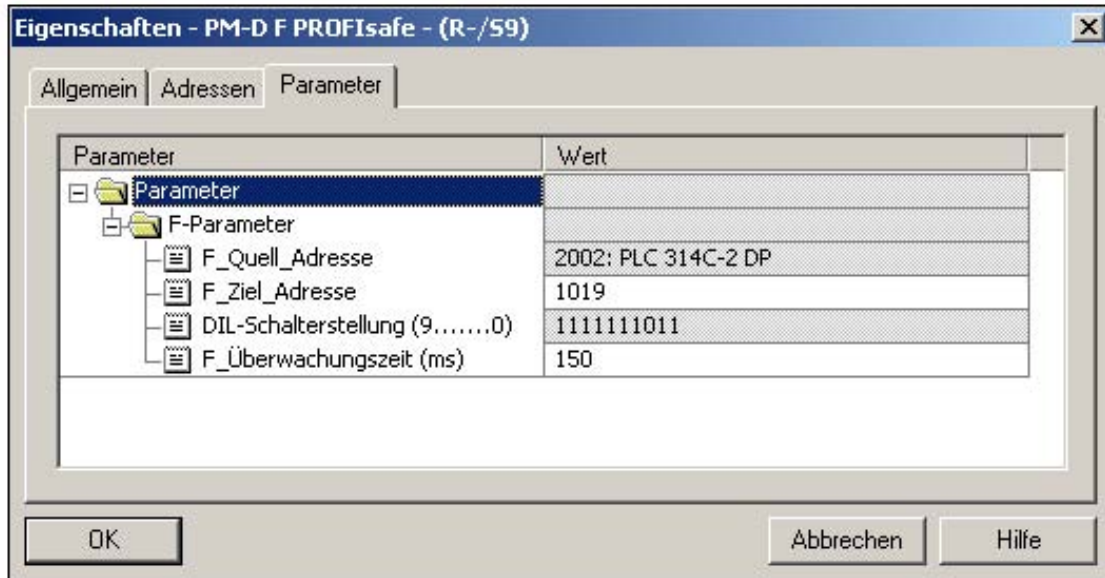 Eigenschaften - PM-D F PROFIsafe - (R-/S9)
Allgemein Adressen Parameter
Parameter Wert
Parameter
F-Parameter
F_Quell_Adresse 2002: PLC 314C-2 DP
F_Ziel_Adresse 1019
DIL-Schalterstellung (9.......0) 1111111011
F_Überwachungszeit (ms) 150
OK Abbrechen Hilfe